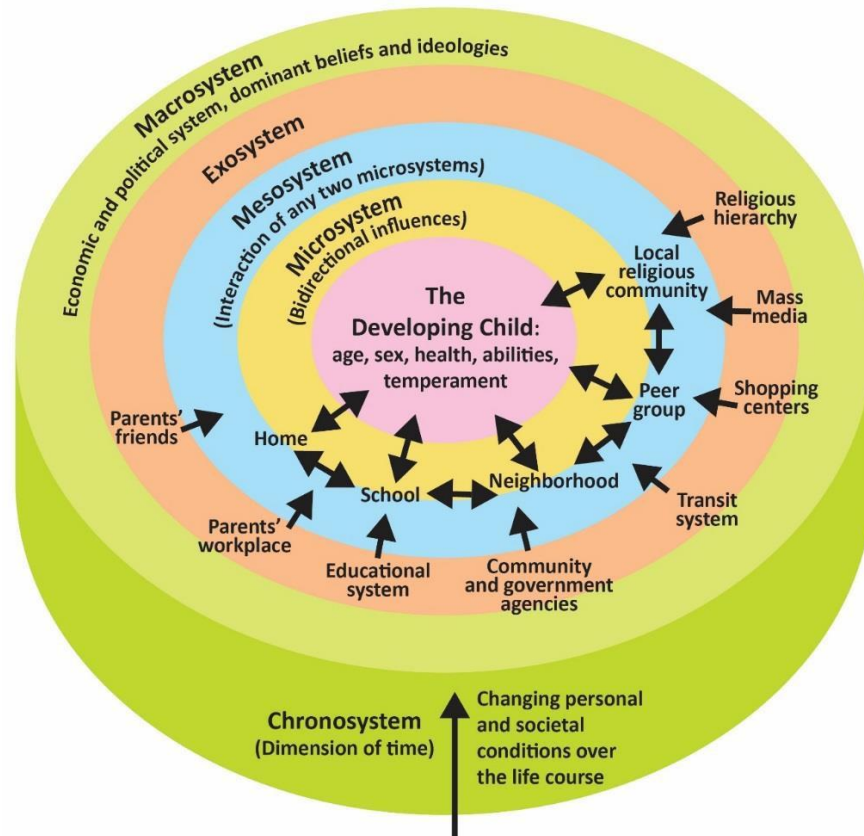 Macrosystem
Economic and political system, dominant beliefs and ideologies
Exosystem
Mesosystem
(Interaction of any two microsystems)
Microsystem
(Bidirectional influences)
The
Developing Child:
age, sex, health, abilities,
temperament
Religious
hierarchy
Local
religious
community
Mass
media
Peer
group
Shopping
centers
Parents’
friends
Home
School
Neighborhood
Transit
system
Parents’
workplace
Educational
system
Community
and government
agencies
Chronosystem
(Dimension of time)
Changing personal
and societal
conditions over
the life course